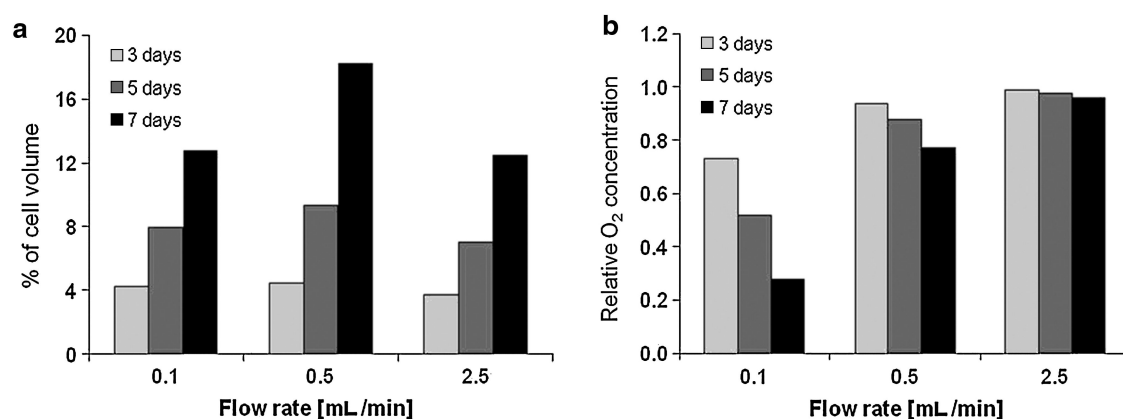 a
20
16
12
8
4
0
% of cell volume
3 days
5 days
7 days
0.1
0.5
2.5
Flow rate [mL /min]
b
1.2
1.0
0.8
0.6
0.4
0.2
0.0
Relative O₂ concentration
3 days
5 days
7 days
0.1
0.5
2.5
Flow rate [mL /min]